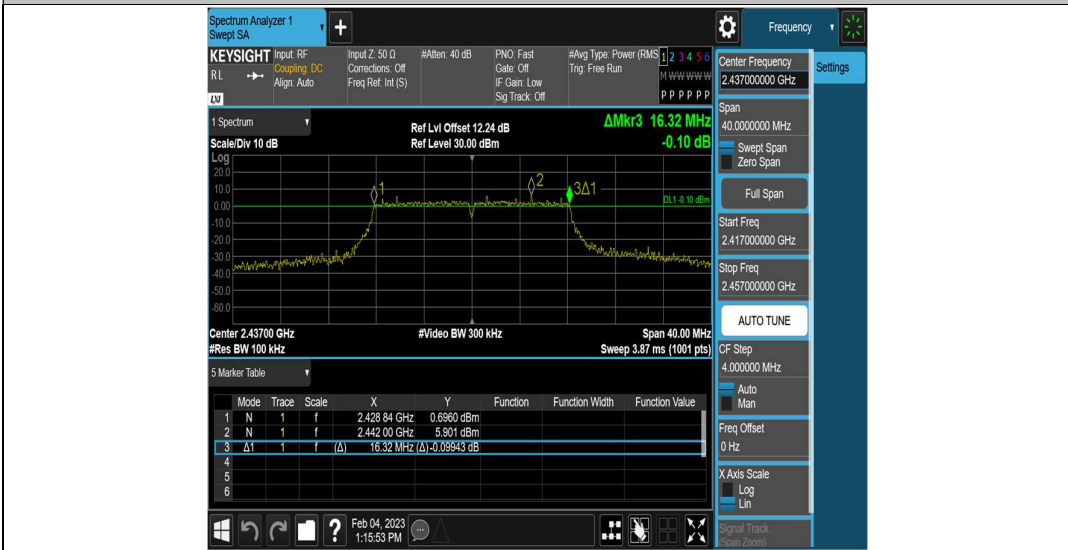 Spectrum Analyzer 1
Swept SA
+
Frequency
KEYSIGHT Input: RF Input Z: 50 Ω #Atten: 40 dB PNO: Fast #Avg Type: Power (RMS 1 2 3 4 5 6
RL Coupling: DC Corrections: Off Gate: Off Trig: Free Run M W W W W W
Align: Auto Freq Ref: Int (S) IF Gain: Low
Sig Track: Off P P P P P P
LXI
1 Spectrum
Ref Lvl Offset 12.24 dB
ΔMkr3 16.32 MHz
Scale/Div 10 dB
Ref Level 30.00 dBm
-0.10 dB
Log
20.0
10.0
0.00
-10.0
-20.0
-30.0
-40.0
-50.0
-60.0
1
2
3Δ1
DL1 -0.10 dBm
Center 2.43700 GHz #Video BW 300 kHz Span 40.00 MHz
#Res BW 100 kHz Sweep 3.87 ms (1001 pts)
5 Marker Table
Mode Trace Scale X Y Function Function Width Function Value
1 N 1 f 2.428 84 GHz 0.6960 dBm
2 N 1 f 2.442 00 GHz 5.901 dBm
3 Δ1 1 f (Δ) 16.32 MHz (Δ) -0.09943 dB
4
5
6
?
Feb 04, 2023
1:15:53 PM
Center Frequency
2.437000000 GHz
Settings
Span
40.0000000 MHz
Swept Span
Zero Span
Full Span
Start Freq
2.417000000 GHz
Stop Freq
2.457000000 GHz
AUTO TUNE
CF Step
4.000000 MHz
Auto
Man
Freq Offset
0 Hz
X Axis Scale
Log
Lin
Signal Track
(Span Zoom)